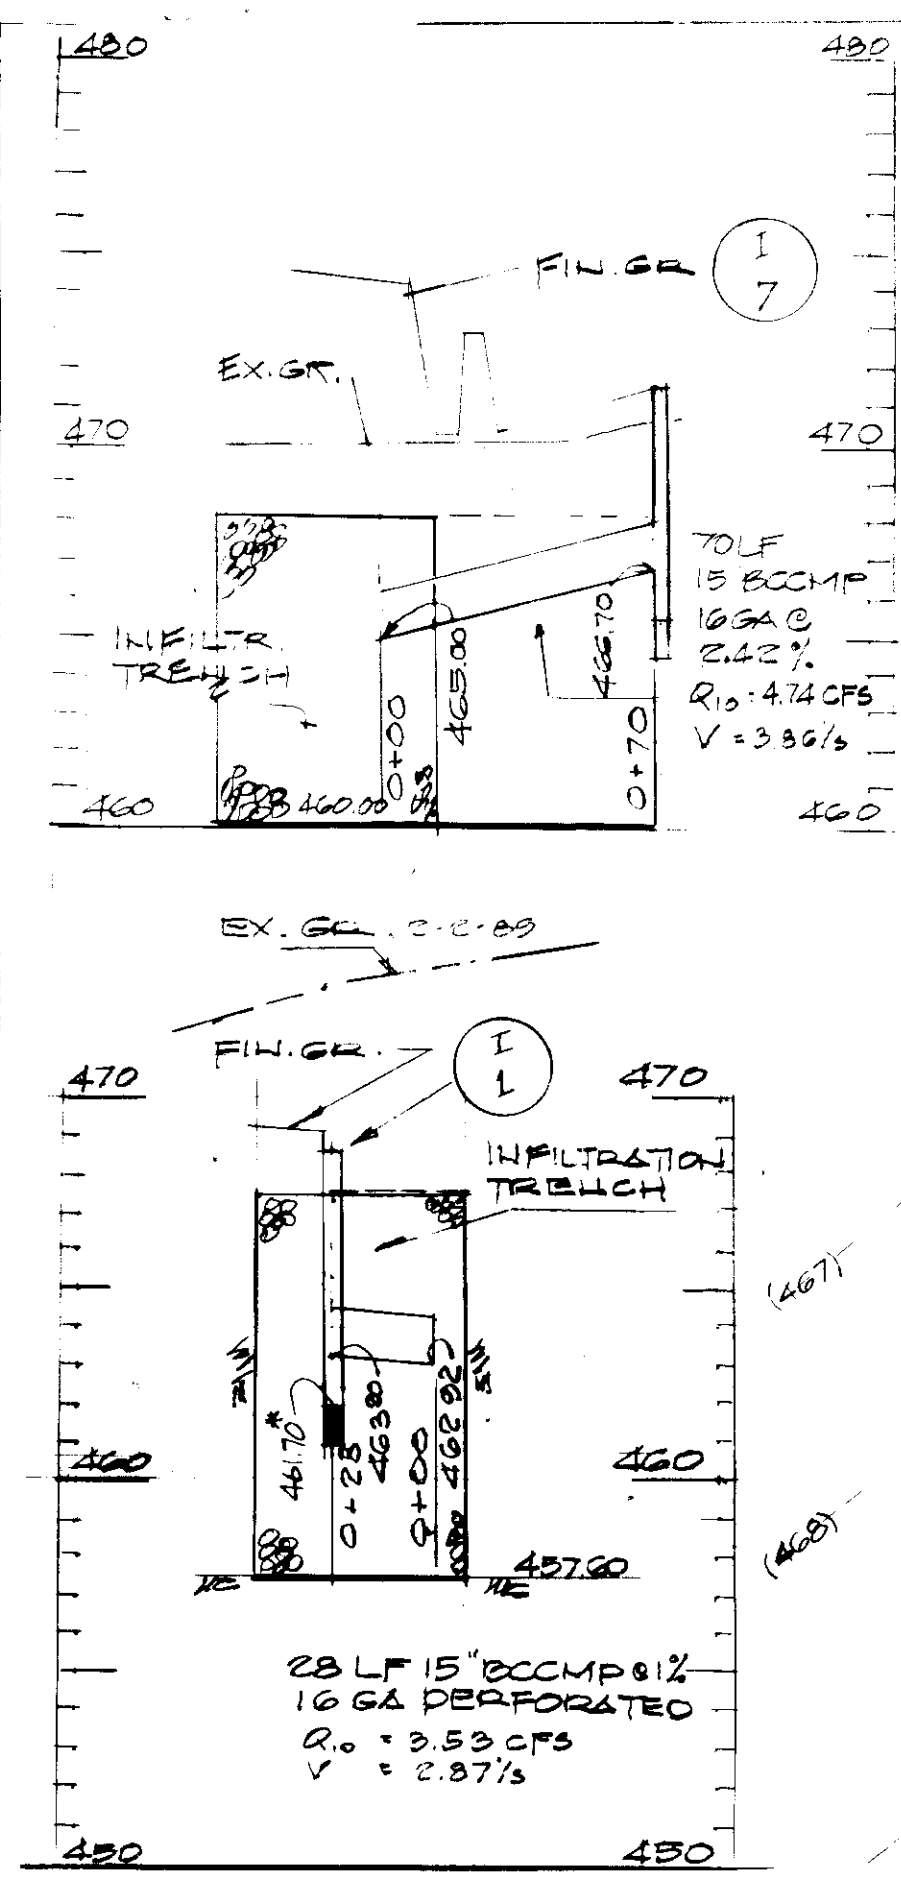 480
480
FIN. GR
I
7
EX. GR.
470
470
70 LF
15 BCCMP
16 GA @
2.42 %
Q10 = 4.74 CFS
V = 3.86'/s
INFILTR.
TRENCH
0+00
465.00
466.70
0+70
460
460.00
460
EX. GR. 2-2-89
FIN. GR.
I
1
470
470
INFILTRATION
TRENCH
(467)
461.70*
0+28
463.20
0+00
462.92
460
460
(468)
457.60
28 LF 15" BCCMP @ 1%
16 GA PERFORATED
Q10 = 3.53 CFS
V = 2.87'/s
450
450